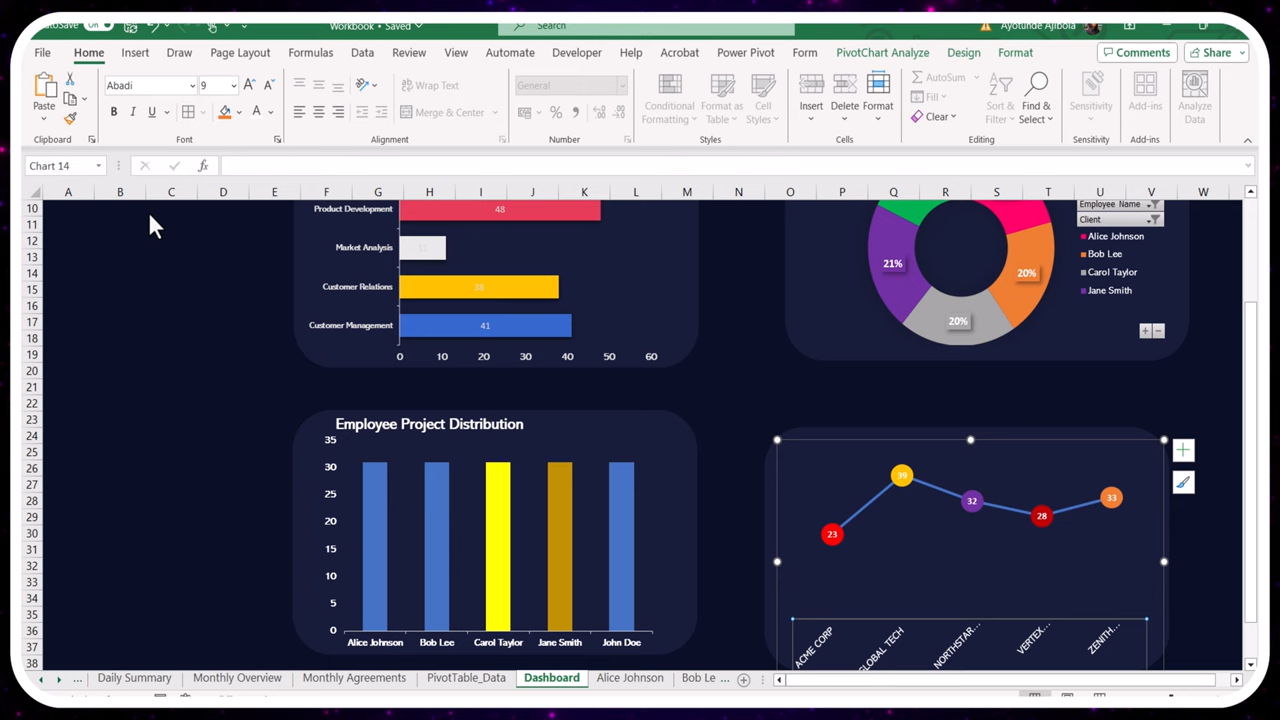 AutoSave On Workbook • Saved Search Ayotunde Ajibola
File Home Insert Draw Page Layout Formulas Data Review View Automate Developer Help Acrobat Power Pivot Form PivotChart Analyze Design Format Comments Share
Paste Abadi 9 Wrap Text General Conditional Formatting Format as Table Cell Styles Insert Delete Format AutoSum Fill Clear Sort & Filter Find & Select Sensitivity Add-ins Analyze Data
B I U A Merge & Center % 
Clipboard Font Alignment Number Styles Cells Editing Sensitivity Add-ins
Chart 14 fx
A B C D E F G H I J K L M N O P Q R S T U V W
10
11
12
13
14
15
16
17
18
19
20
21
22
23
24
25
26
27
28
29
30
31
32
33
34
35
36
37
38
Product Development 48
Market Analysis
Customer Relations 38
Customer Management 41
0 10 20 30 40 50 60
21%
20%
20%
Employee Name
Client
Alice Johnson
Bob Lee
Carol Taylor
Jane Smith
+ −
Employee Project Distribution
35
30
25
20
15
10
5
0
Alice Johnson Bob Lee Carol Taylor Jane Smith John Doe
23 39 32 28 33
ACME CORP
GLOBAL TECH
NORTHSTAR...
VERTEX...
ZENITH...
... Daily Summary Monthly Overview Monthly Agreements PivotTable_Data Dashboard Alice Johnson Bob Le ...